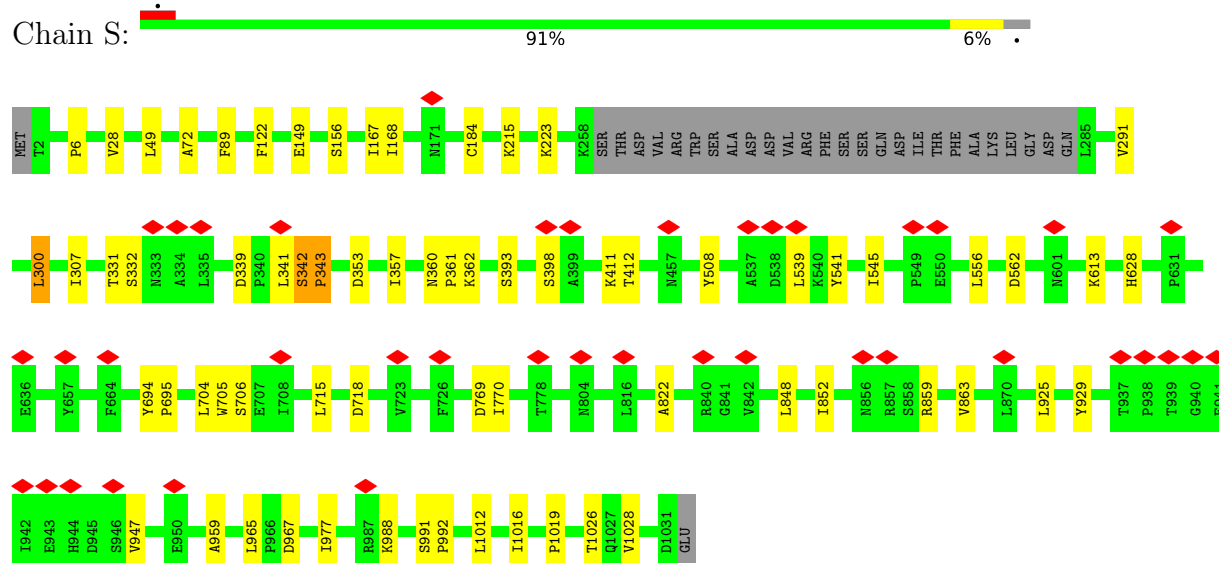 Chain S:
91% 6%
MET T2 P6 V28 L49 A72 F89 F122 E149 S156 I167 I168 N171 C184 K215 K223 K258 SER THR ASP VAL ARG TRP SER ALA ASP ASP VAL ARG PHE SER SER GLN ASP ILE THR PHE ALA LYS LEU GLY ASP GLN L285 V291
L300 I307 T331 S332 N333 A334 L335 D339 P340 L341 S342 P343 D353 I357 N360 P361 K362 S393 S398 A399 K411 T412 N457 Y508 A537 D538 L539 K540 Y541 I545 P549 E550 L556 D562 N601 K613 H628 P631
E636 Y657 F664 Y694 P695 L704 W705 S706 E707 I708 L715 D718 V723 F726 D769 I770 T778 N804 L816 A822 R840 G841 V842 L848 I852 N856 R857 S858 R859 V863 L870 L925 Y929 T937 P938 T939 G940
I942 E943 H944 D945 S946 V947 E950 A959 L965 P966 D967 I977 R987 K988 S991 P992 L1012 I1016 P1019 T1026 Q1027 V1028 D1031 GLU